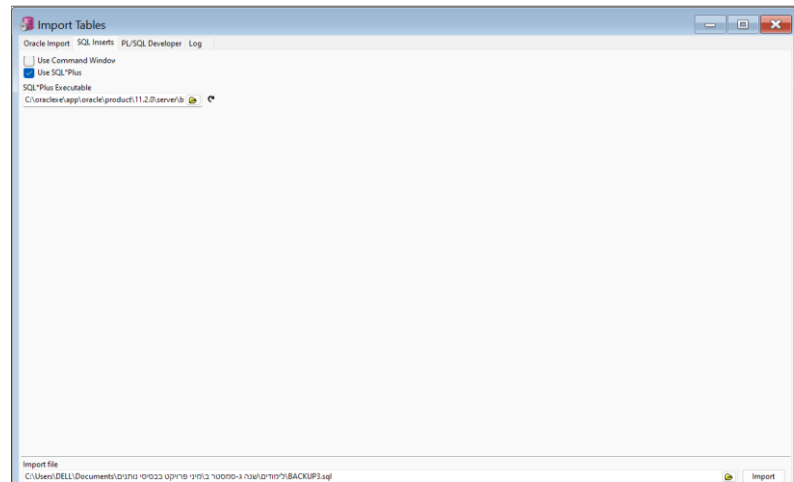 Import Tables
Oracle Import SQL Inserts PL/SQL Developer Log
Use Command Window
Use SQL*Plus
SQL*Plus Executable
C:\oraclexe\app\oracle\product\11.2.0\server\b
Import file
C:\Users\DELL\Documents\לימודים\שנה ג-סמסטר ב\מיני פרויקט בבסיסי נותנים\BACKUP3.sql
Import